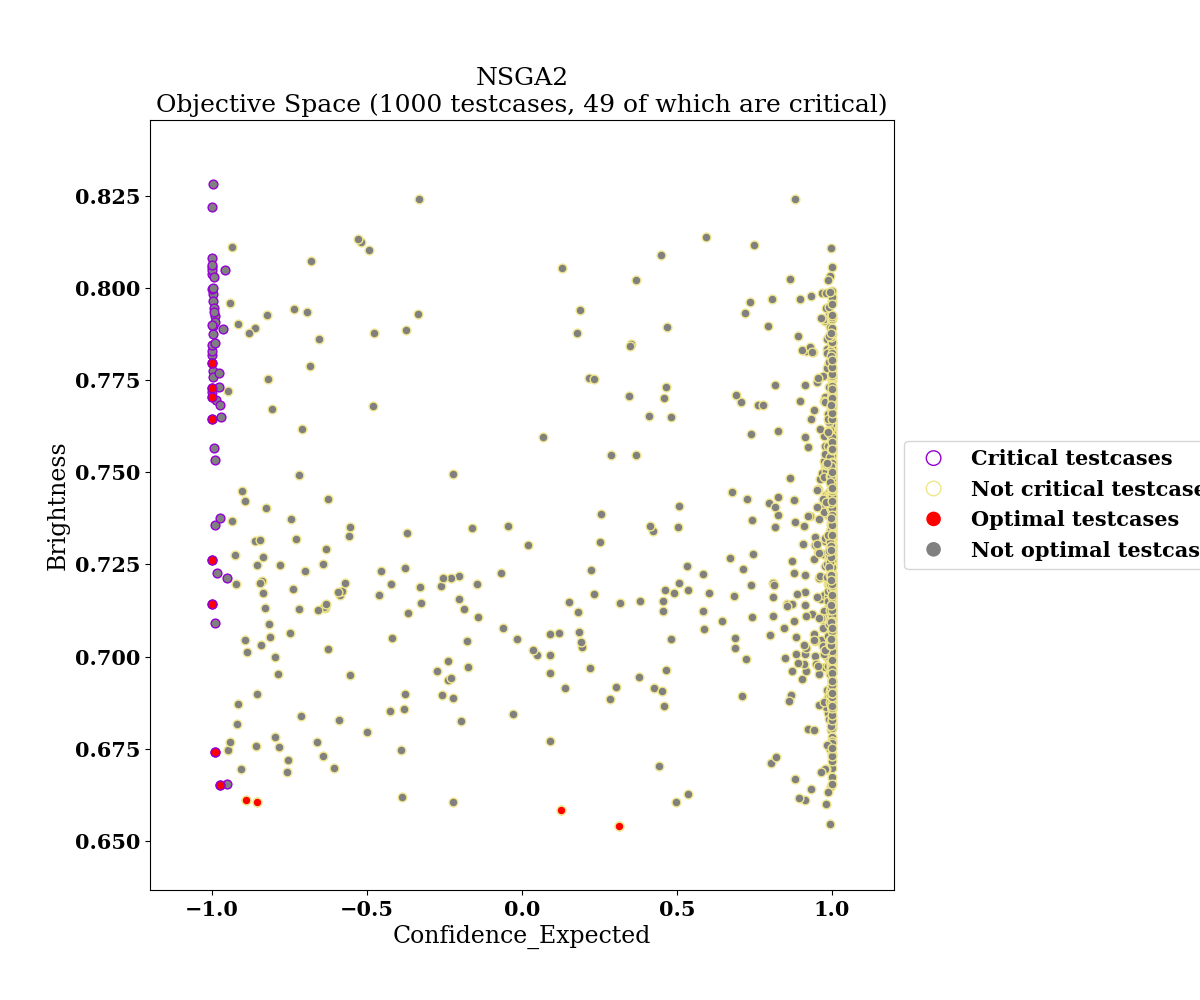 NSGA2
Objective Space (1000 testcases, 49 of which are critical)
0.825
0.800
0.775
0.750
0.725
0.700
0.675
0.650
Brightness
−1.0
−0.5
0.0
0.5
1.0
Confidence_Expected
Critical testcases
Not critical testcase
Optimal testcases
Not optimal testcas